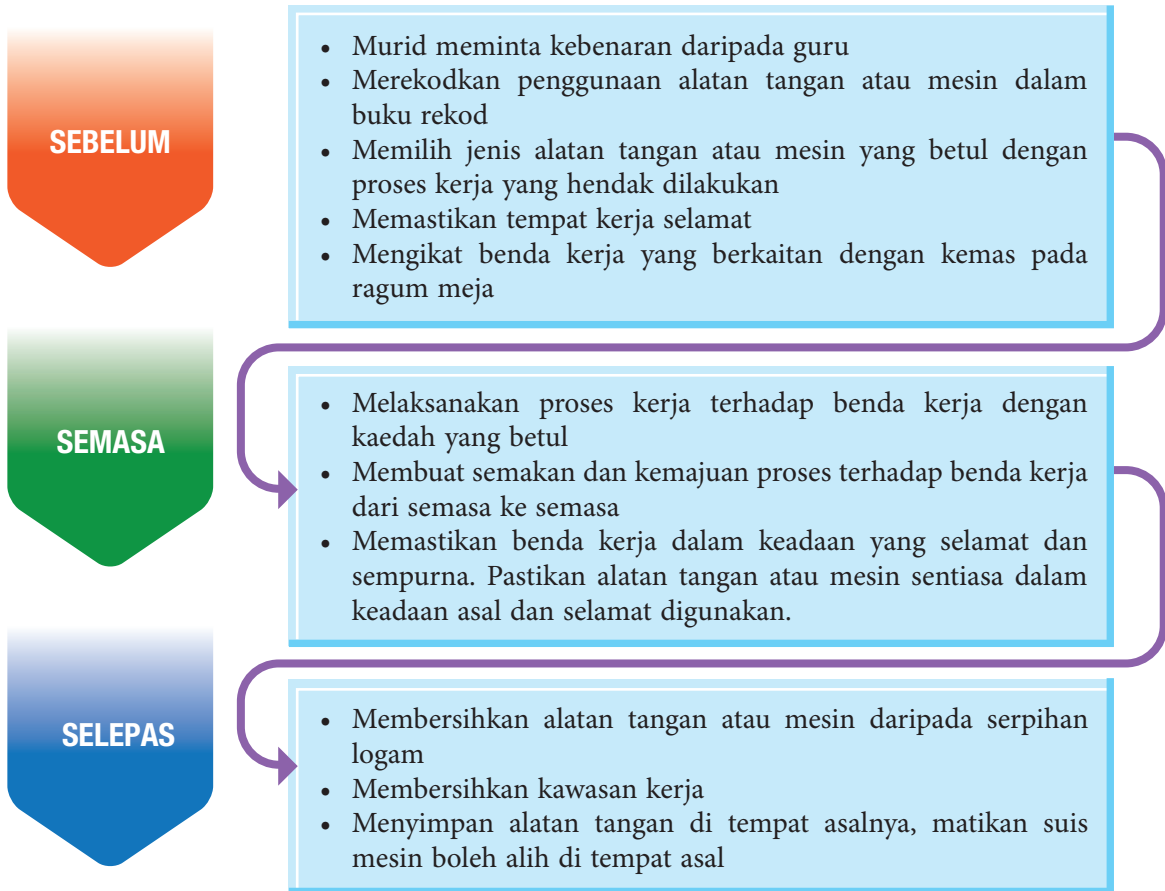 SEBELUM
• Murid meminta kebenaran daripada guru
• Merekodkan penggunaan alatan tangan atau mesin dalam
buku rekod
• Memilih jenis alatan tangan atau mesin yang betul dengan
proses kerja yang hendak dilakukan
• Memastikan tempat kerja selamat
• Mengikat benda kerja yang berkaitan dengan kemas pada
ragum meja
SEMASA
• Melaksanakan proses kerja terhadap benda kerja dengan
kaedah yang betul
• Membuat semakan dan kemajuan proses terhadap benda kerja
dari semasa ke semasa
• Memastikan benda kerja dalam keadaan yang selamat dan
sempurna. Pastikan alatan tangan atau mesin sentiasa dalam
keadaan asal dan selamat digunakan.
SELEPAS
• Membersihkan alatan tangan atau mesin daripada serpihan
logam
• Membersihkan kawasan kerja
• Menyimpan alatan tangan di tempat asalnya, matikan suis
mesin boleh alih di tempat asal